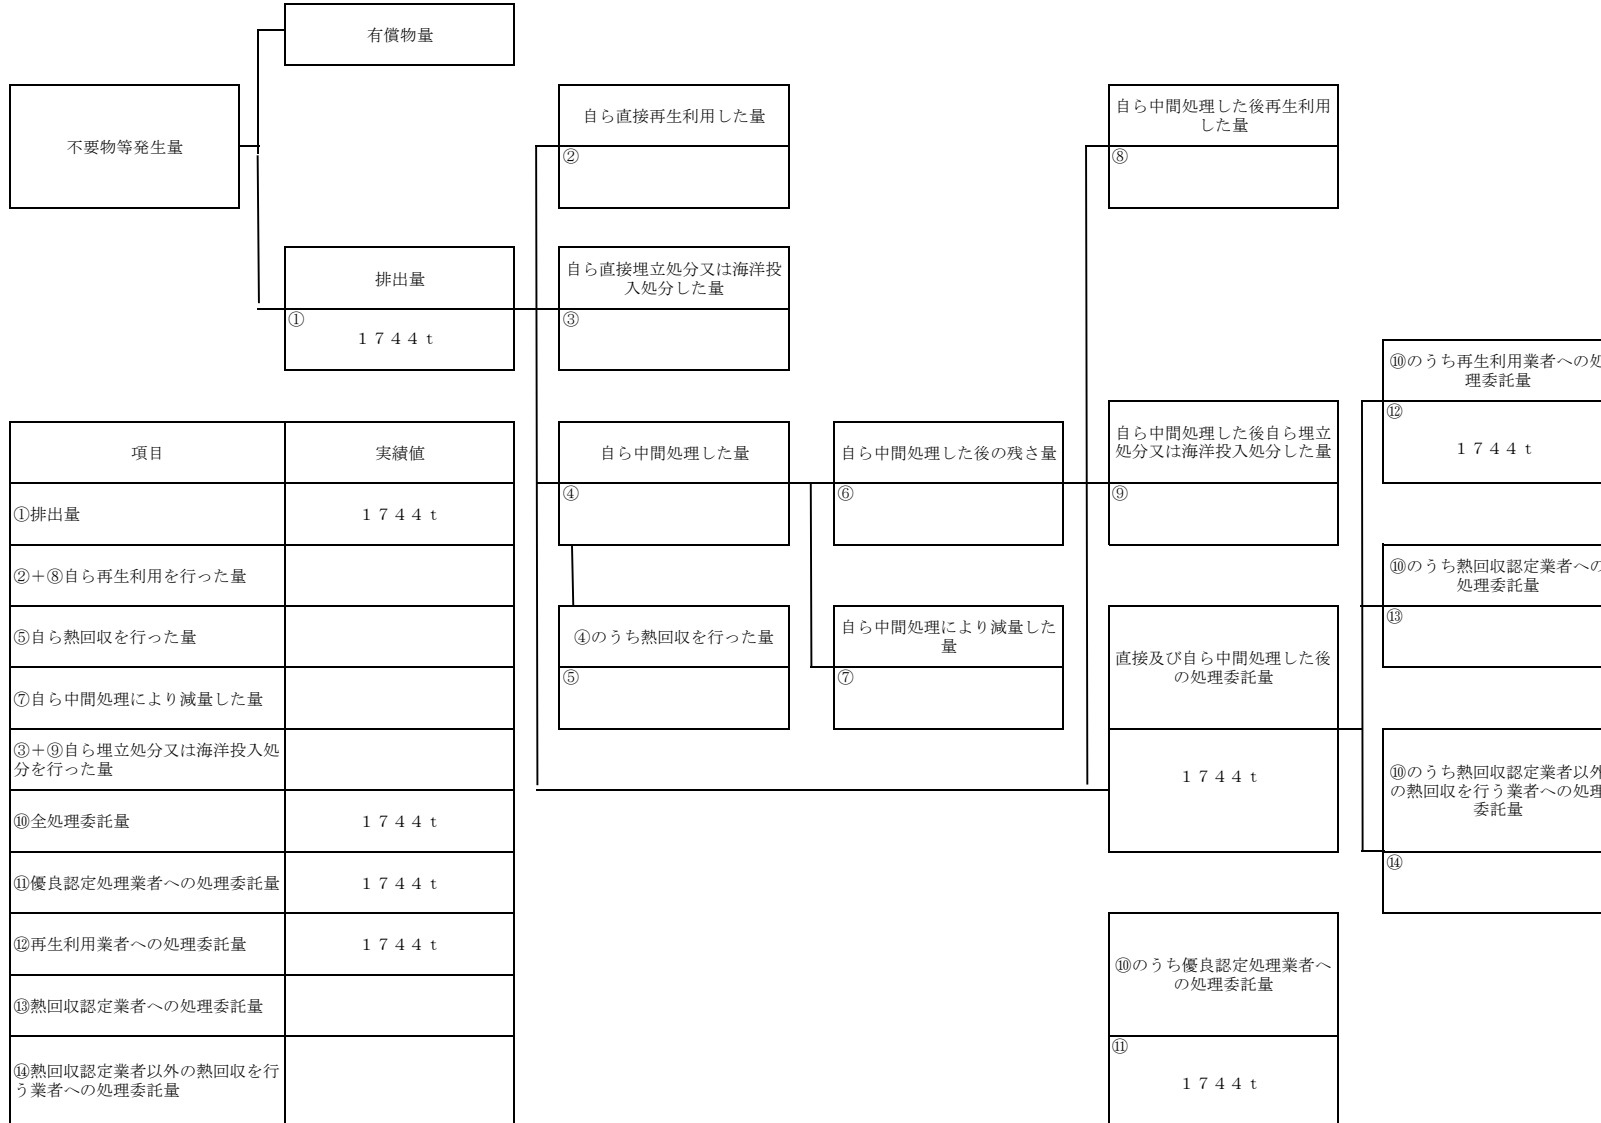 有償物量
不要物等発生量
自ら直接再生利用した量
②
自ら中間処理した後再生利用
した量
⑧
排出量
①
１７４４ｔ
自ら直接埋立処分又は海洋投
入処分した量
③
⑩のうち再生利用業者への処
理委託量
⑫
１７４４ｔ
自ら中間処理した量
④
自ら中間処理した後の残さ量
⑥
自ら中間処理した後自ら埋立
処分又は海洋投入処分した量
⑨
⑩のうち熱回収認定業者への
処理委託量
⑬
④のうち熱回収を行った量
⑤
自ら中間処理により減量した
量
⑦
直接及び自ら中間処理した後
の処理委託量
１７４４ｔ
⑩のうち熱回収認定業者以外
の熱回収を行う業者への処理
委託量
⑭
⑩のうち優良認定処理業者へ
の処理委託量
⑪
１７４４ｔ
項目 実績値
①排出量 １７４４ｔ
②＋⑧自ら再生利用を行った量
⑤自ら熱回収を行った量
⑦自ら中間処理により減量した量
③＋⑨自ら埋立処分又は海洋投入処
分を行った量
⑩全処理委託量 １７４４ｔ
⑪優良認定処理業者への処理委託量 １７４４ｔ
⑫再生利用業者への処理委託量 １７４４ｔ
⑬熱回収認定業者への処理委託量
⑭熱回収認定業者以外の熱回収を行
う業者への処理委託量